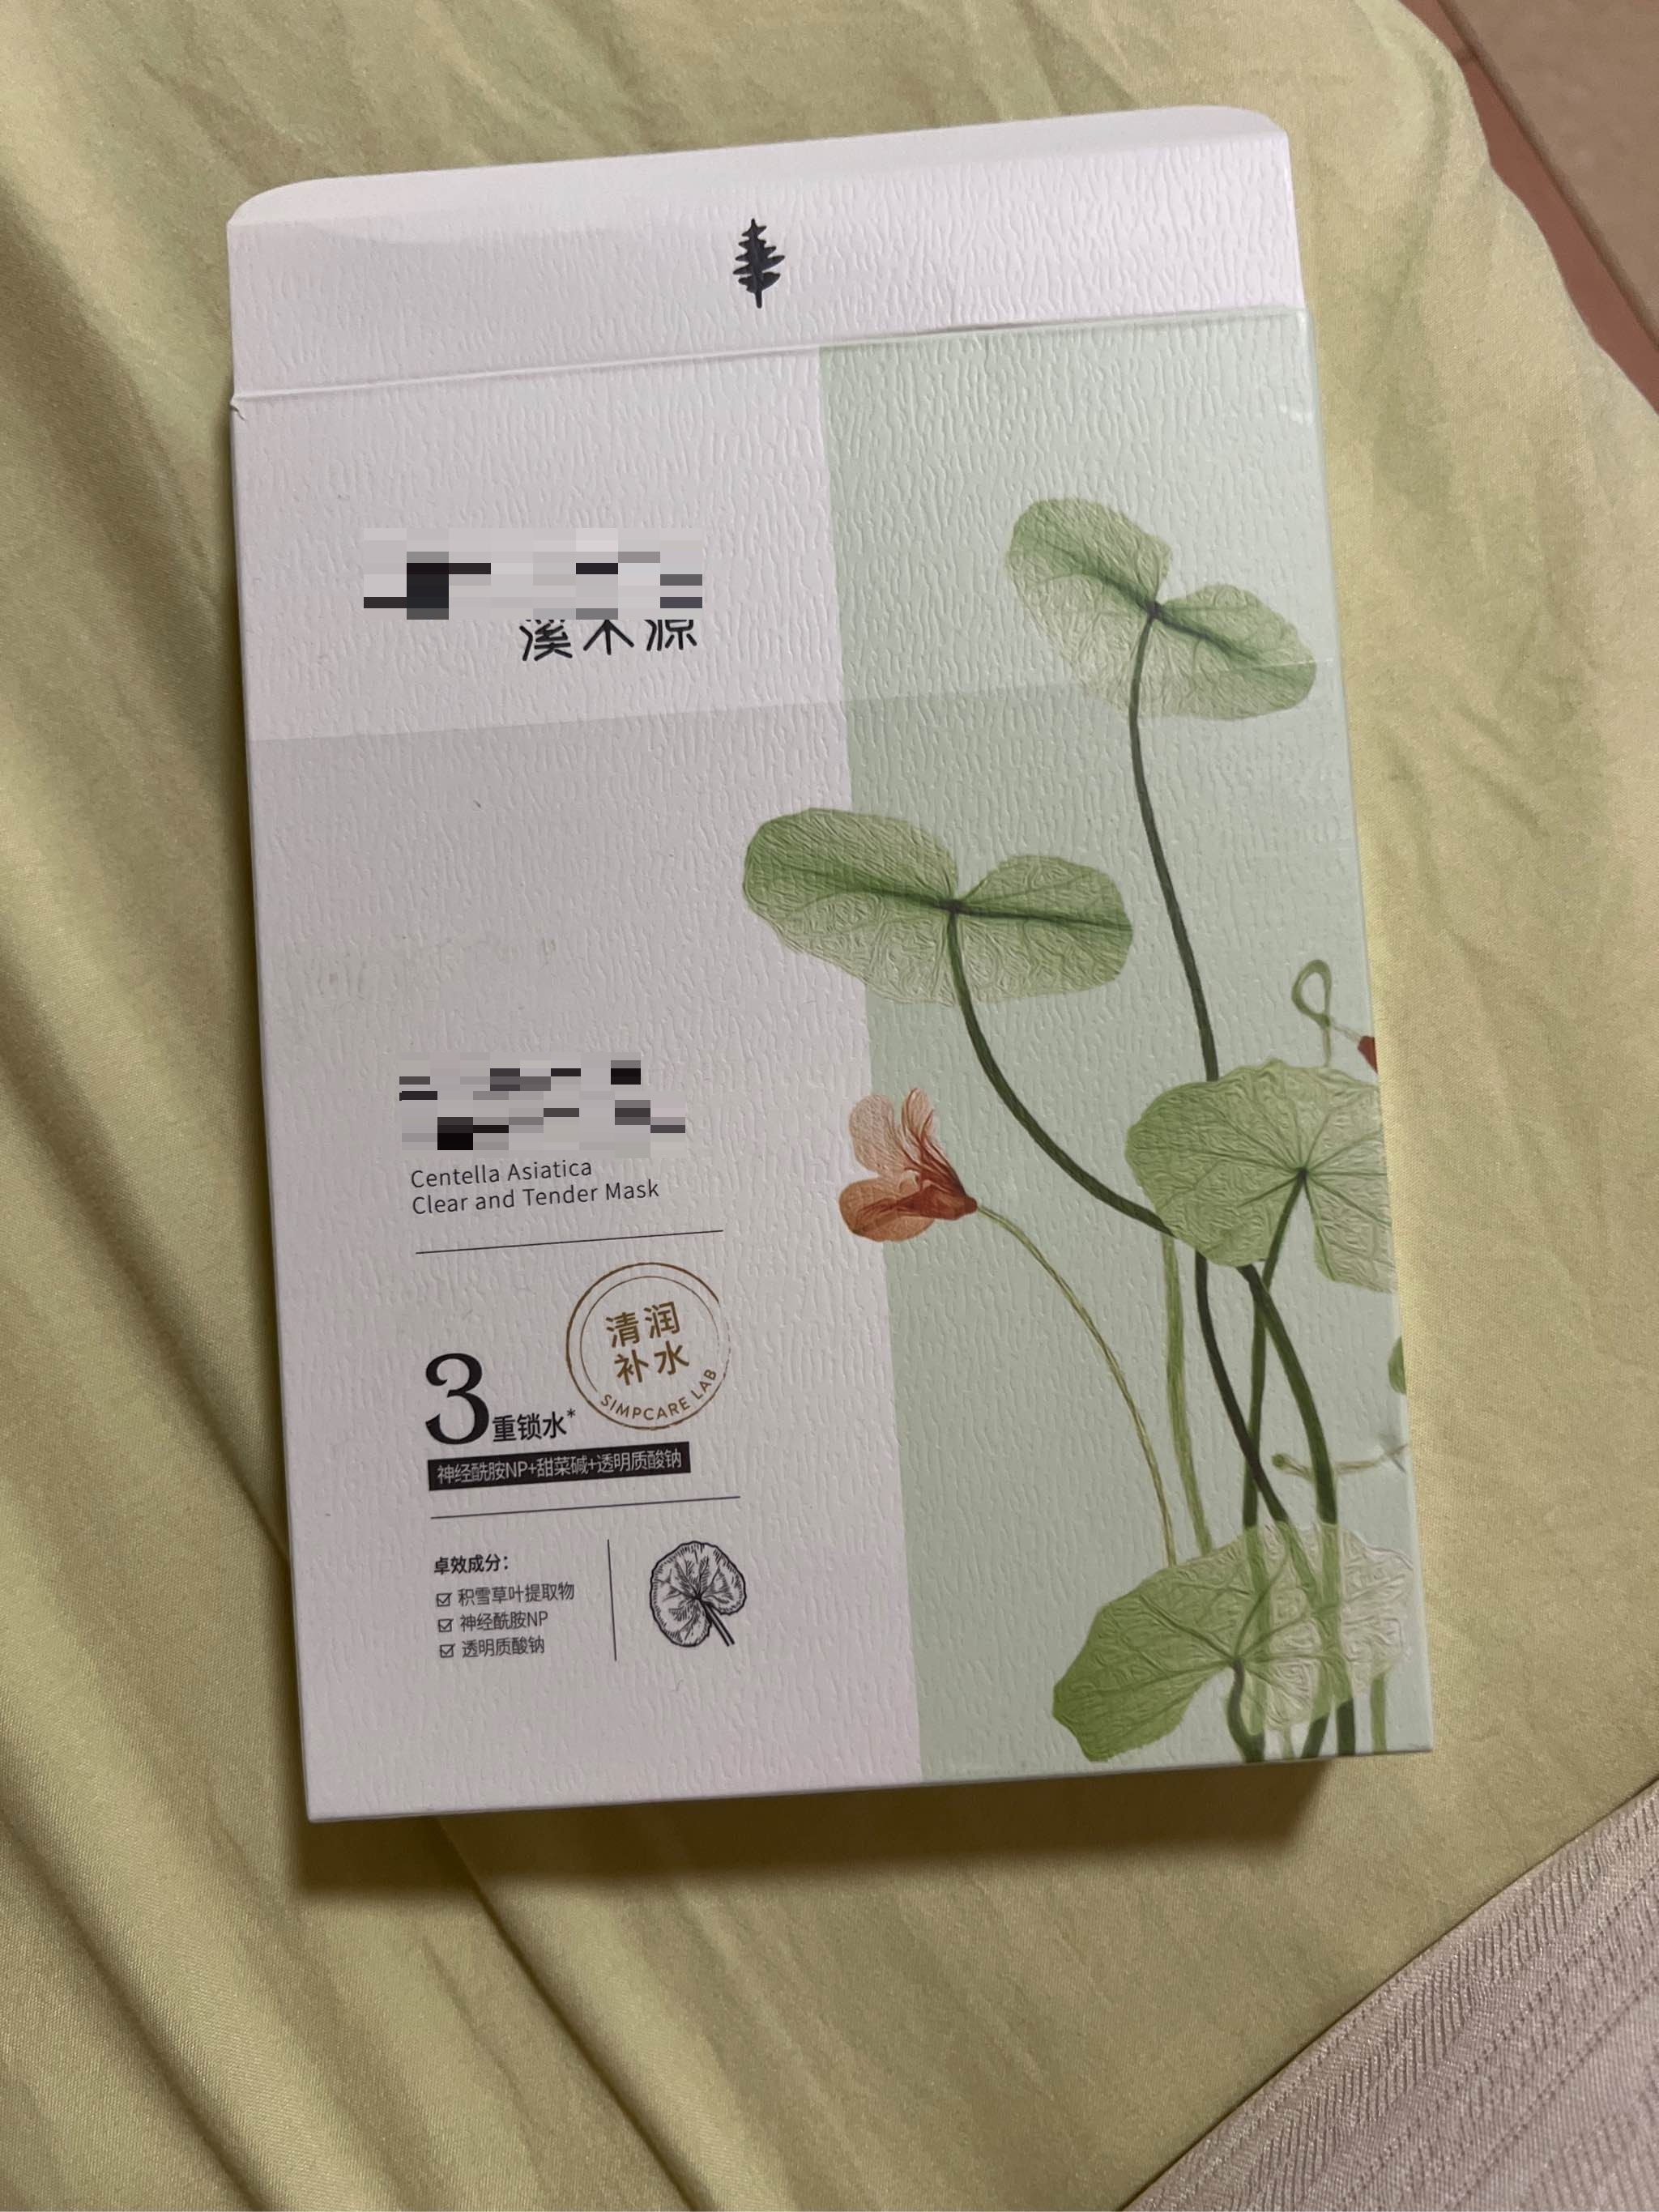 溪木源
Centella Asiatica
Clear and Tender Mask
清润
补水
SIMPCARE LAB
3重锁水*
神经酰胺NP+甜菜碱+透明质酸钠
卓效成分：
☑ 积雪草叶提取物
☑ 神经酰胺NP
☑ 透明质酸钠